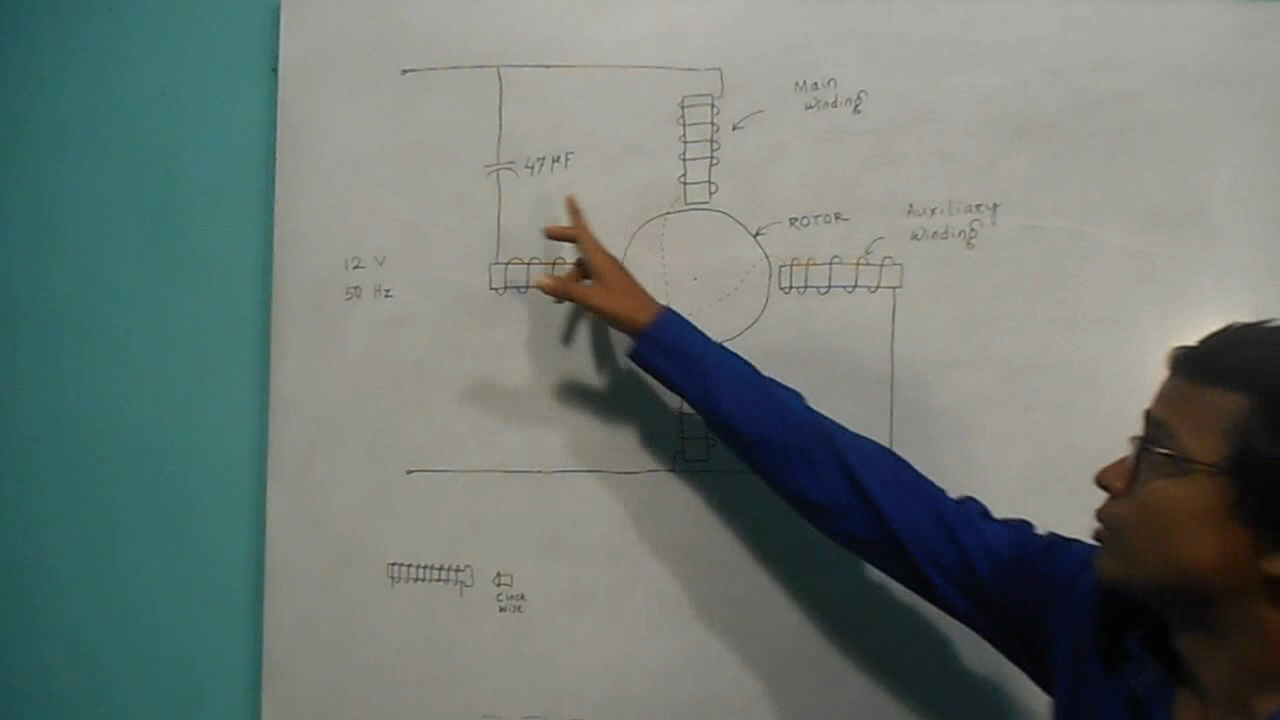 Main
Winding
47 µF
ROTOR
Auxiliary
Winding
12 V
50 Hz
Clock
Wise